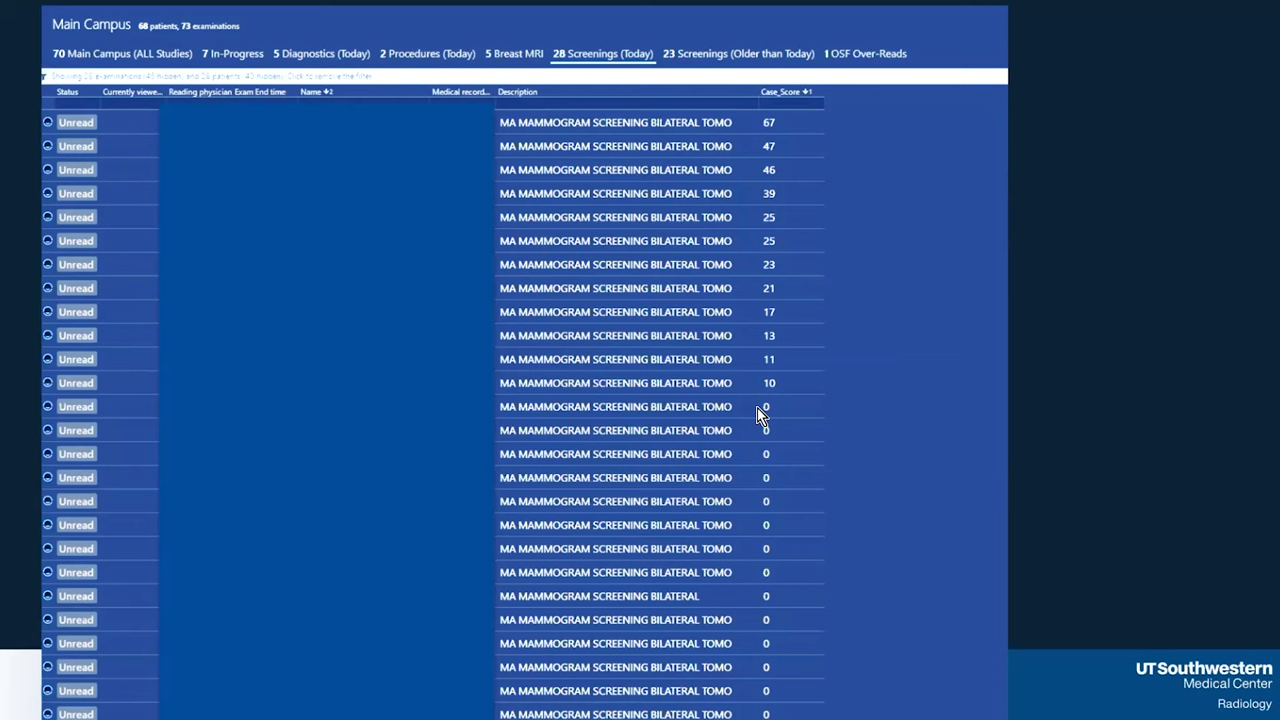 Main Campus 68 patients, 73 examinations
70 Main Campus (ALL Studies) 7 In-Progress 5 Diagnostics (Today) 2 Procedures (Today) 5 Breast MRI 28 Screenings (Today) 23 Screenings (Older than Today) 1 OSF Over-Reads
Status Currently viewe... Reading physician Exam End time Name 2 Medical record... Description Case_Score 1
Unread MA MAMMOGRAM SCREENING BILATERAL TOMO 67
Unread MA MAMMOGRAM SCREENING BILATERAL TOMO 47
Unread MA MAMMOGRAM SCREENING BILATERAL TOMO 46
Unread MA MAMMOGRAM SCREENING BILATERAL TOMO 39
Unread MA MAMMOGRAM SCREENING BILATERAL TOMO 25
Unread MA MAMMOGRAM SCREENING BILATERAL TOMO 25
Unread MA MAMMOGRAM SCREENING BILATERAL TOMO 23
Unread MA MAMMOGRAM SCREENING BILATERAL TOMO 21
Unread MA MAMMOGRAM SCREENING BILATERAL TOMO 17
Unread MA MAMMOGRAM SCREENING BILATERAL TOMO 13
Unread MA MAMMOGRAM SCREENING BILATERAL TOMO 11
Unread MA MAMMOGRAM SCREENING BILATERAL TOMO 10
Unread MA MAMMOGRAM SCREENING BILATERAL TOMO 0
Unread MA MAMMOGRAM SCREENING BILATERAL TOMO 0
Unread MA MAMMOGRAM SCREENING BILATERAL TOMO 0
Unread MA MAMMOGRAM SCREENING BILATERAL TOMO 0
Unread MA MAMMOGRAM SCREENING BILATERAL TOMO 0
Unread MA MAMMOGRAM SCREENING BILATERAL TOMO 0
Unread MA MAMMOGRAM SCREENING BILATERAL TOMO 0
Unread MA MAMMOGRAM SCREENING BILATERAL TOMO 0
Unread MA MAMMOGRAM SCREENING BILATERAL 0
Unread MA MAMMOGRAM SCREENING BILATERAL TOMO 0
Unread MA MAMMOGRAM SCREENING BILATERAL TOMO 0
Unread MA MAMMOGRAM SCREENING BILATERAL TOMO 0
Unread MA MAMMOGRAM SCREENING BILATERAL TOMO 0
Unread MA MAMMOGRAM SCREENING BILATERAL TOMO 0
UTSouthwestern
Medical Center
Radiology